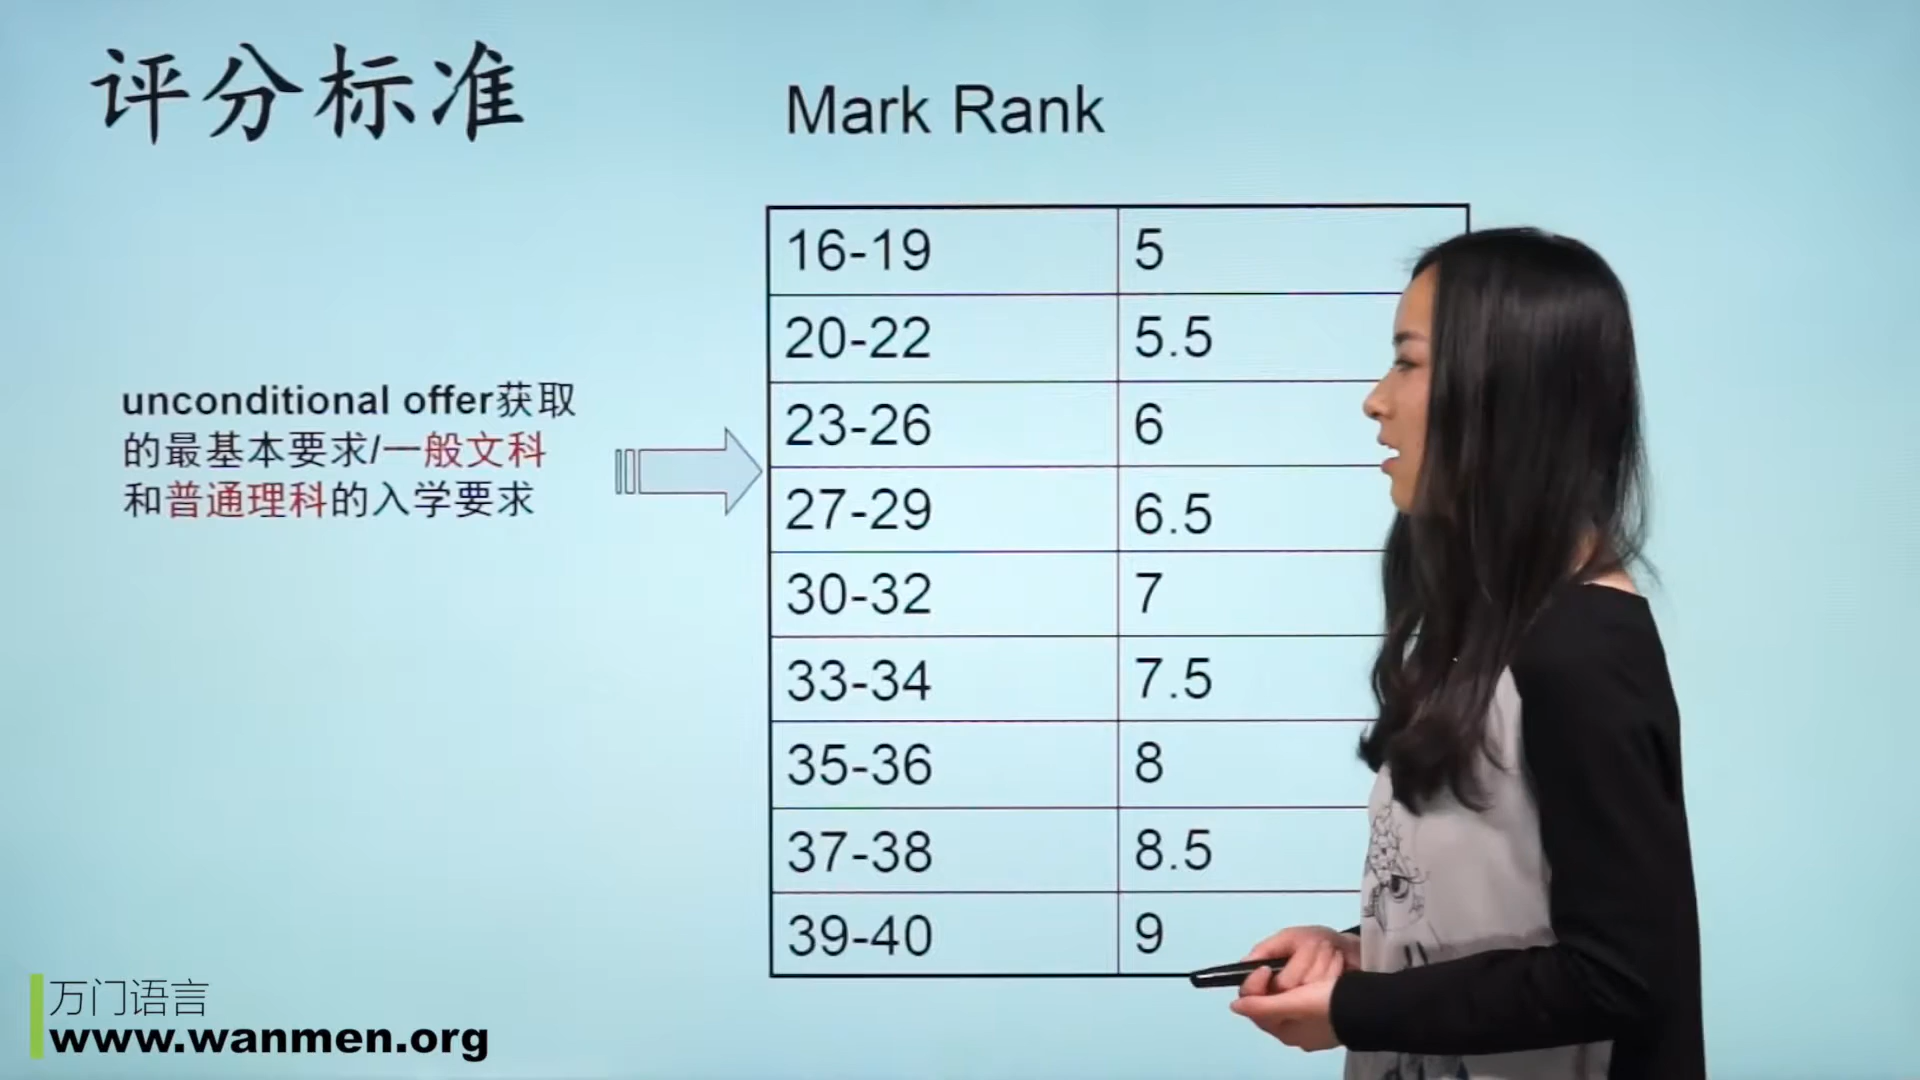 评分标准
Mark Rank
16-19 5
20-22 5.5
23-26 6
unconditional offer获取
的最基本要求/一般文科
和普通理科的入学要求
27-29 6.5
30-32 7
33-34 7.5
35-36 8
37-38 8.5
39-40 9
万门语言
www.wanmen.org